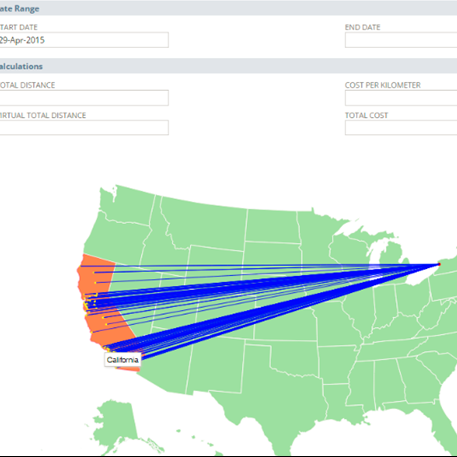 ate Range
TART DATE
END DATE
29-Apr-2015
alculations
OTAL DISTANCE
COST PER KILOMETER
IRTUAL TOTAL DISTANCE
TOTAL COST
California